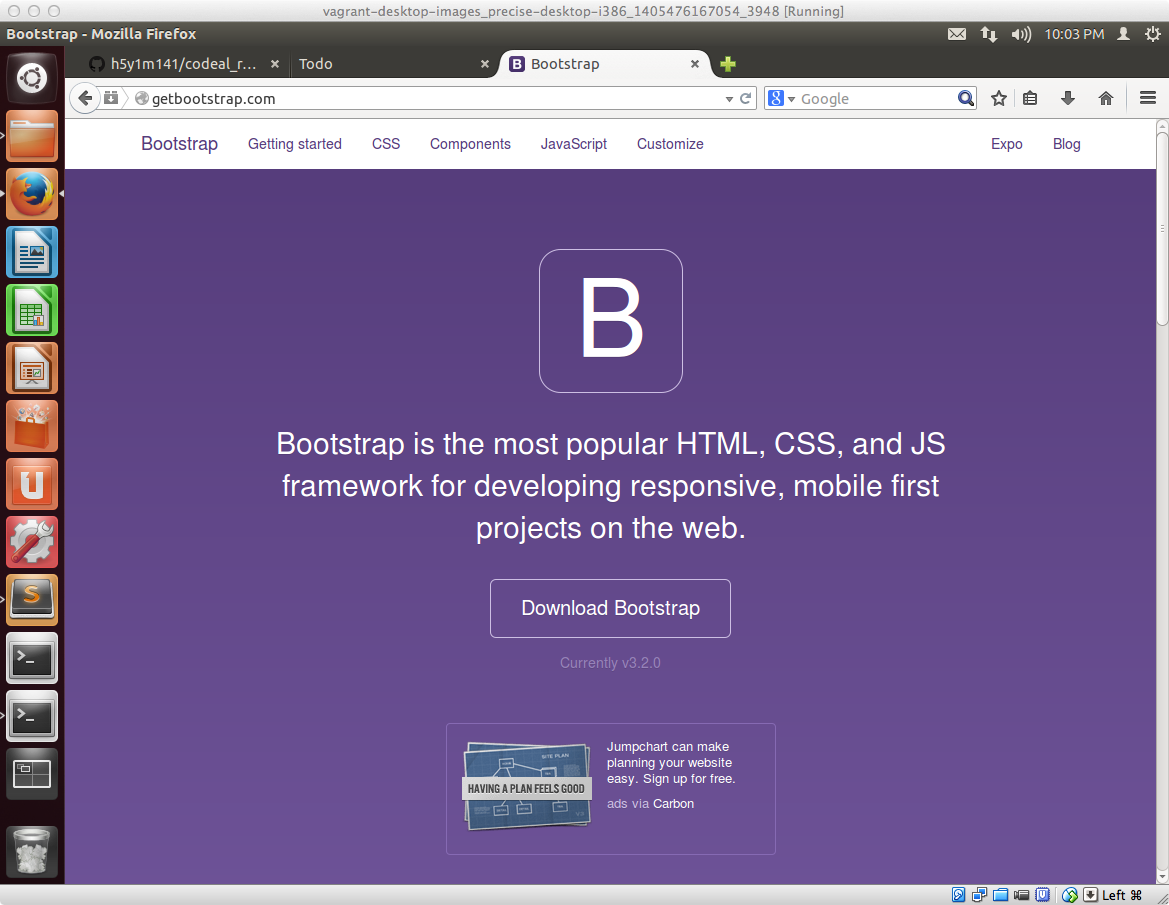 vagrant-desktop-images_precise-desktop-i386_1405476167054_3948 [Running]
Bootstrap - Mozilla Firefox
10:03 PM
h5y1m141/codeal_r...
Todo
Bootstrap
getbootstrap.com
Google
Bootstrap
Getting started
CSS
Components
JavaScript
Customize
Expo
Blog
B
Bootstrap is the most popular HTML, CSS, and JS
framework for developing responsive, mobile first
projects on the web.
Download Bootstrap
Currently v3.2.0
SITE PLAN
HAVING A PLAN FEELS GOOD
Jumpchart can make
planning your website
easy. Sign up for free.
ads via Carbon
Left ⌘